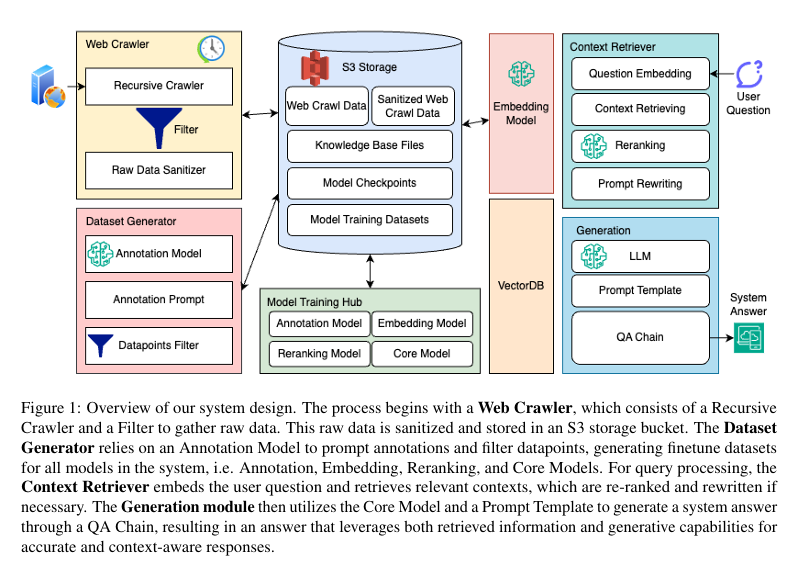 Web Crawler
Recursive Crawler
Filter
Raw Data Sanitizer
Dataset Generator
Annotation Model
Annotation Prompt
Datapoints Filter
S3 Storage
Web Crawl Data
Sanitized Web
Crawl Data
Knowledge Base Files
Model Checkpoints
Model Training Datasets
Model Training Hub
Annotation Model
Embedding Model
Reranking Model
Core Model
Embedding
Model
VectorDB
Context Retriever
Question Embedding
Context Retrieving
Reranking
Prompt Rewriting
User
Question
Generation
LLM
Prompt Template
QA Chain
System
Answer
Figure 1: Overview of our system design. The process begins with a Web Crawler, which consists of a Recursive
Crawler and a Filter to gather raw data. This raw data is sanitized and stored in an S3 storage bucket. The Dataset
Generator relies on an Annotation Model to prompt annotations and filter datapoints, generating finetune datasets
for all models in the system, i.e. Annotation, Embedding, Reranking, and Core Models. For query processing, the
Context Retriever embeds the user question and retrieves relevant contexts, which are re-ranked and rewritten if
necessary. The Generation module then utilizes the Core Model and a Prompt Template to generate a system answer
through a QA Chain, resulting in an answer that leverages both retrieved information and generative capabilities for
accurate and context-aware responses.